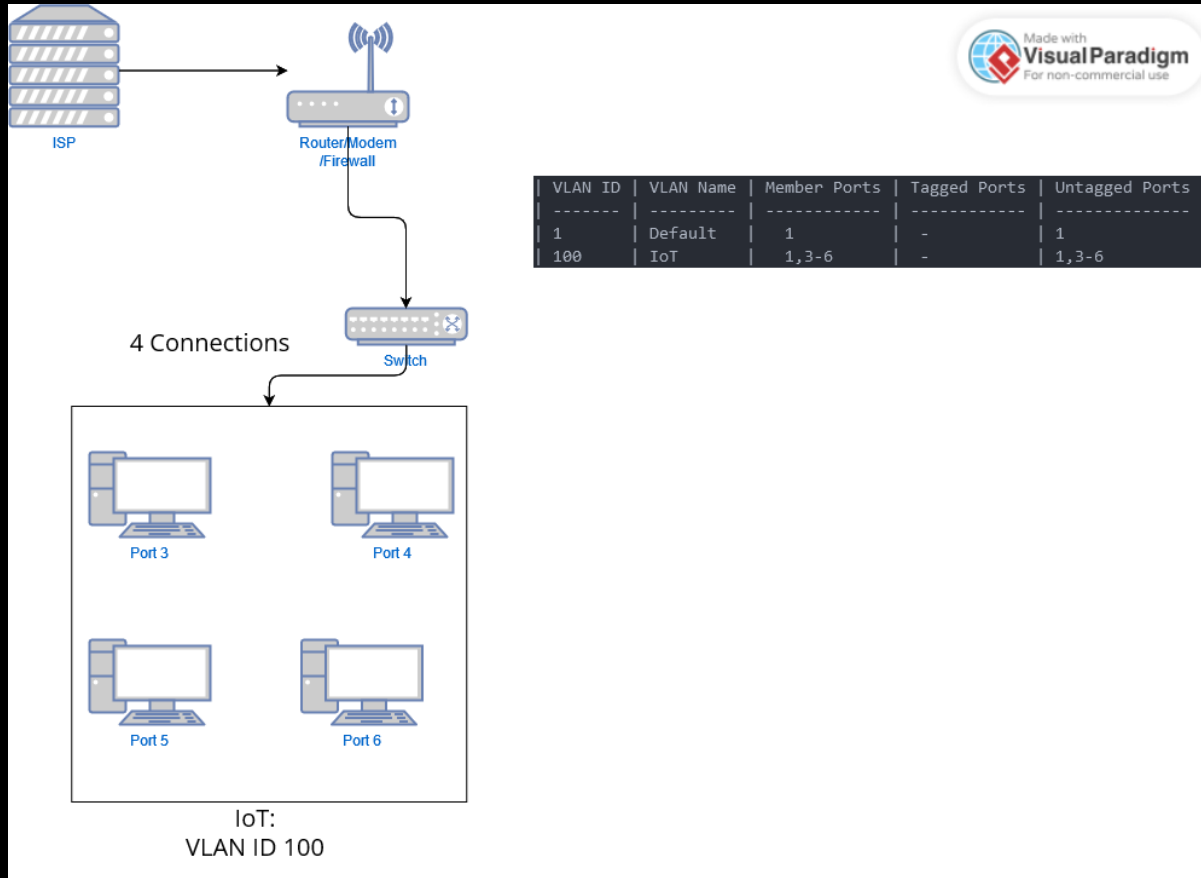 Made with
Visual Paradigm
For non-commercial use
ISP
Router/Modem
/Firewall
| VLAN ID | VLAN Name | Member Ports | Tagged Ports | Untagged Ports
| ------- | --------- | ------------ | ------------ | --------------
| 1 | Default | 1 | - | 1
| 100 | IoT | 1,3-6 | - | 1,3-6
4 Connections
Switch
Port 3
Port 4
Port 5
Port 6
IoT:
VLAN ID 100